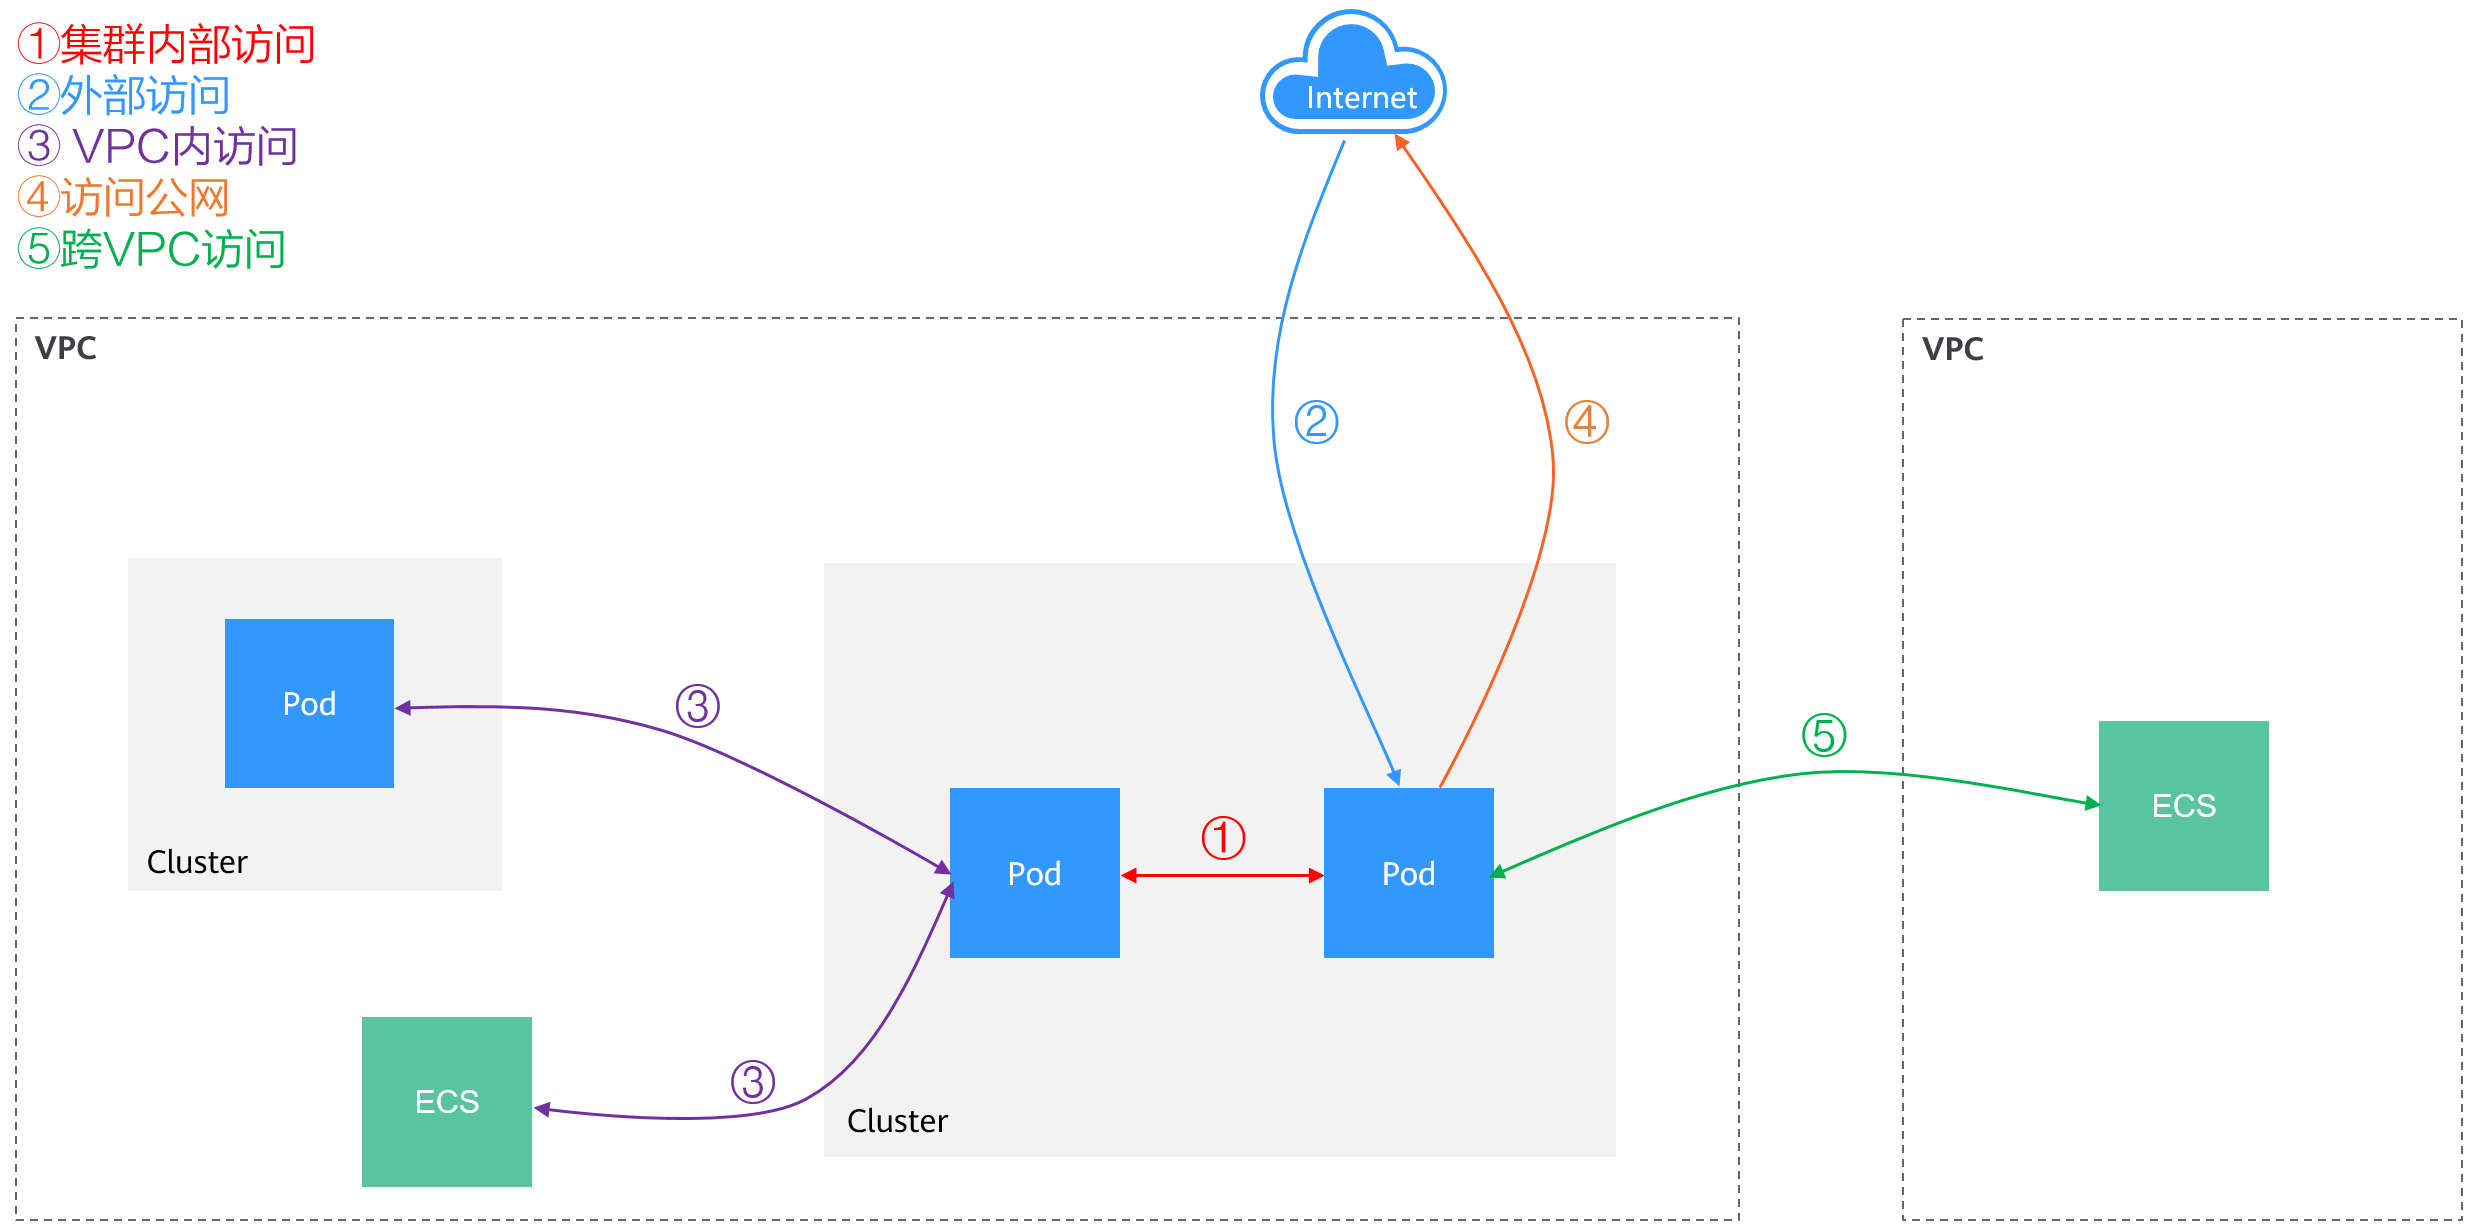 ①集群内部访问
②外部访问
③ VPC内访问
④访问公网
⑤跨VPC访问
Internet
VPC
VPC
②
④
③
Pod
⑤
ECS
①
Cluster
Pod
Pod
③
ECS
Cluster